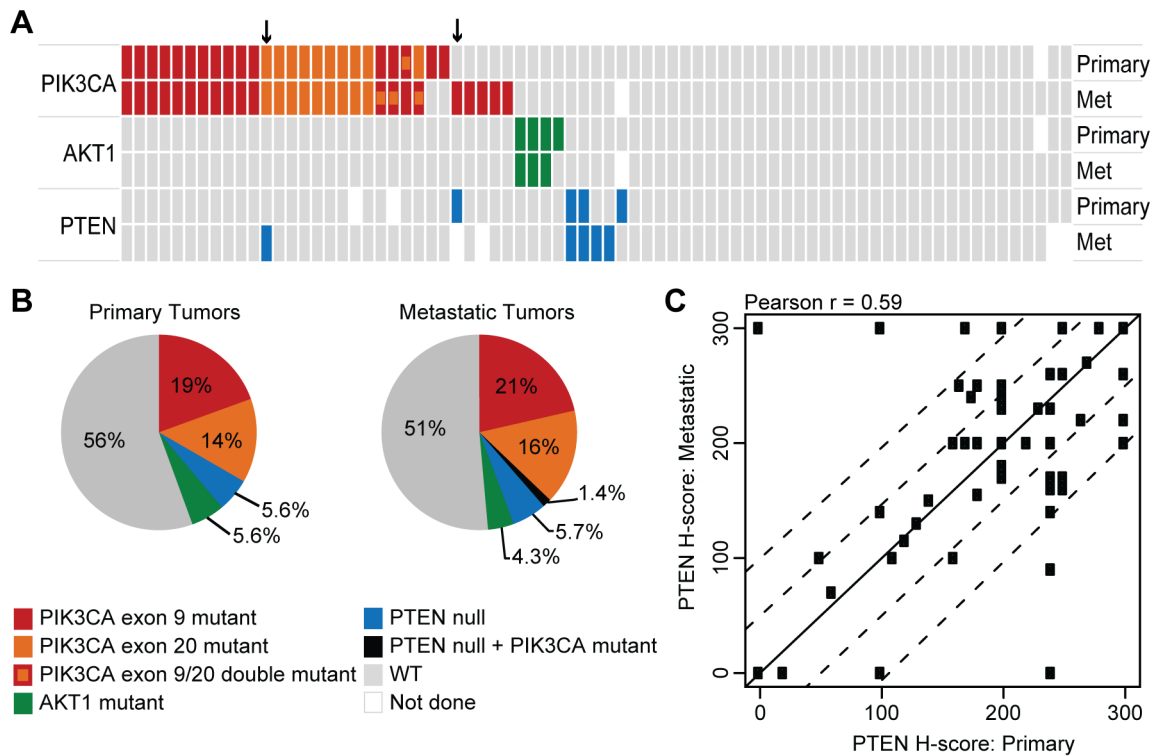 A
PIK3CA
Primary
Met
AKT1
Primary
Met
PTEN
Primary
Met
B
Primary Tumors
Metastatic Tumors
19%
14%
5.6%
5.6%
56%
21%
16%
1.4%
5.7%
4.3%
51%
PIK3CA exon 9 mutant
PIK3CA exon 20 mutant
PIK3CA exon 9/20 double mutant
AKT1 mutant
PTEN null
PTEN null + PIK3CA mutant
WT
Not done
C
Pearson r = 0.59
PTEN H-score: Metastatic
300
200
100
0
0
100
200
300
PTEN H-score: Primary